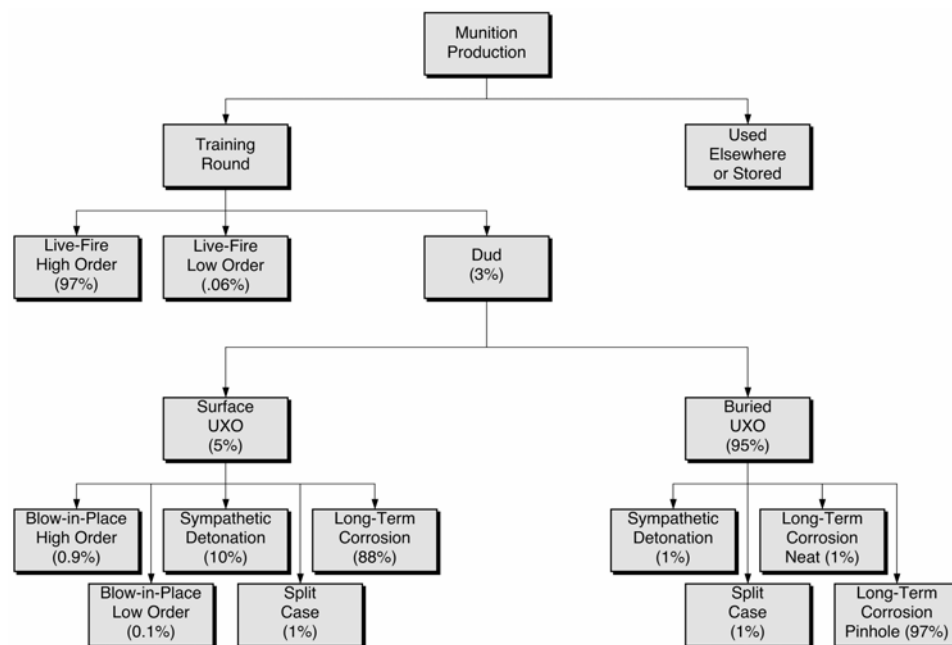 Munition
Production
Training
Round
Used
Elsewhere
or Stored
Live-Fire
High Order
(97%)
Live-Fire
Low Order
(.06%)
Dud
(3%)
Surface
UXO
(5%)
Buried
UXO
(95%)
Blow-in-Place
High Order
(0.9%)
Sympathetic
Detonation
(10%)
Long-Term
Corrosion
(88%)
Sympathetic
Detonation
(1%)
Long-Term
Corrosion
Neat (1%)
Blow-in-Place
Low Order
(0.1%)
Split
Case
(1%)
Split
Case
(1%)
Long-Term
Corrosion
Pinhole (97%)